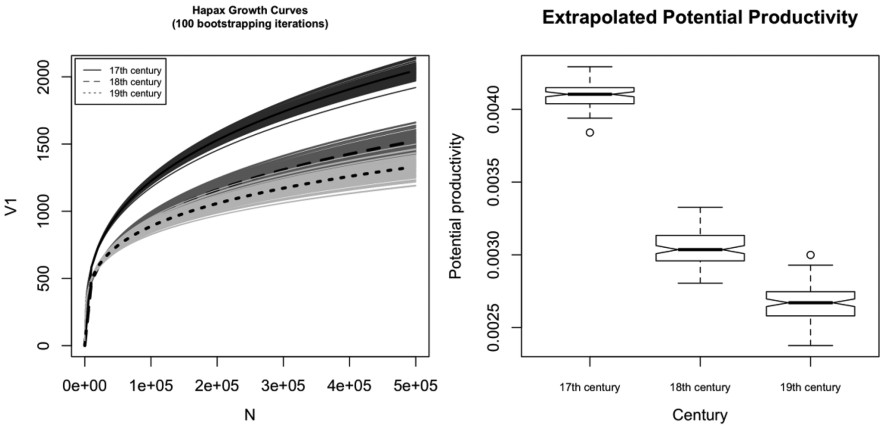 Hapax Growth Curves
(100 bootstrapping iterations)
17th century
18th century
19th century
V1
2000
1500
1000
500
0
0e+00 1e+05 2e+05 3e+05 4e+05 5e+05
N
Extrapolated Potential Productivity
Potential productivity
0.0040
0.0035
0.0030
0.0025
17th century 18th century 19th century
Century